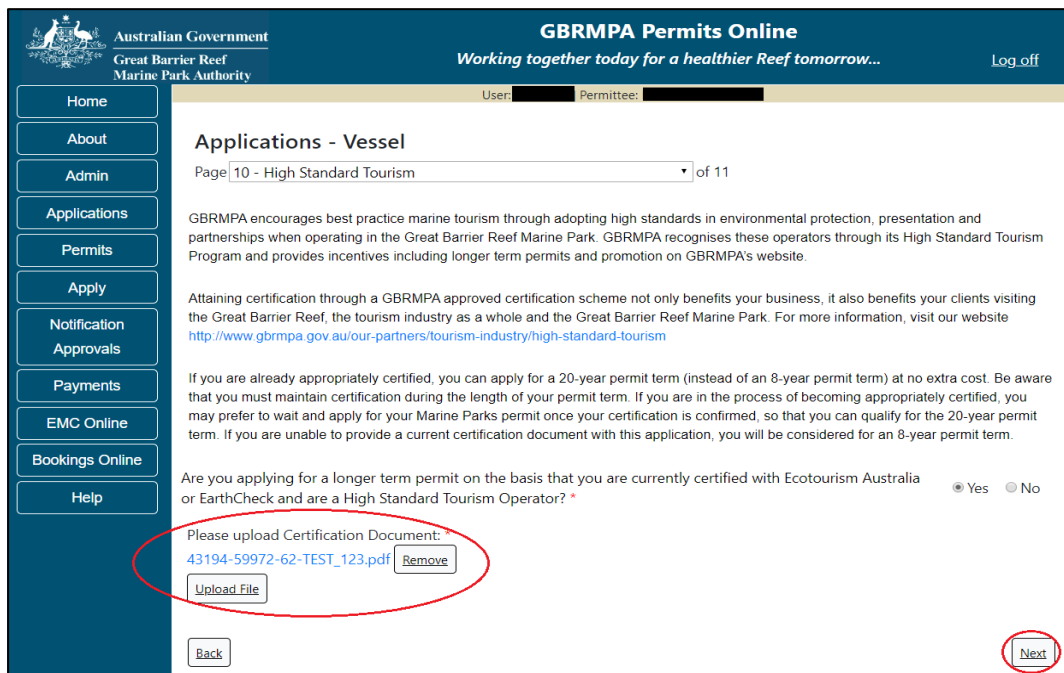 Australian Government
Great Barrier Reef
Marine Park Authority
GBRMPA Permits Online
Working together today for a healthier Reef tomorrow...
Log off
User: Permittee:
Home
About
Admin
Applications
Permits
Apply
Notification
Approvals
Payments
EMC Online
Bookings Online
Help
Applications - Vessel
Page 10 - High Standard Tourism of 11
GBRMPA encourages best practice marine tourism through adopting high standards in environmental protection, presentation and
partnerships when operating in the Great Barrier Reef Marine Park. GBRMPA recognises these operators through its High Standard Tourism
Program and provides incentives including longer term permits and promotion on GBRMPA's website.
Attaining certification through a GBRMPA approved certification scheme not only benefits your business, it also benefits your clients visiting
the Great Barrier Reef, the tourism industry as a whole and the Great Barrier Reef Marine Park. For more information, visit our website
http://www.gbrmpa.gov.au/our-partners/tourism-industry/high-standard-tourism
If you are already appropriately certified, you can apply for a 20-year permit term (instead of an 8-year permit term) at no extra cost. Be aware
that you must maintain certification during the length of your permit term. If you are in the process of becoming appropriately certified, you
may prefer to wait and apply for your Marine Parks permit once your certification is confirmed, so that you can qualify for the 20-year permit
term. If you are unable to provide a current certification document with this application, you will be considered for an 8-year permit term.
Are you applying for a longer term permit on the basis that you are currently certified with Ecotourism Australia
or EarthCheck and are a High Standard Tourism Operator? *
Yes No
Please upload Certification Document: *
43194-59972-62-TEST_123.pdf Remove
Upload File
Back
Next